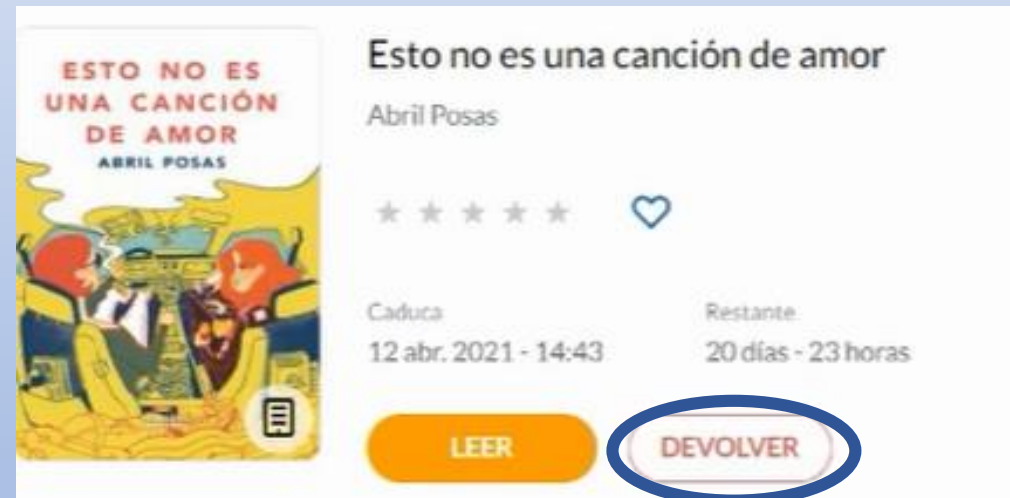 ESTO NO ES
UNA CANCIÓN
DE AMOR
ABRIL POSAS
Esto no es una canción de amor
Abril Posas
Caduca
Restante
12 abr. 2021 - 14:43
20 días - 23 horas
LEER
DEVOLVER